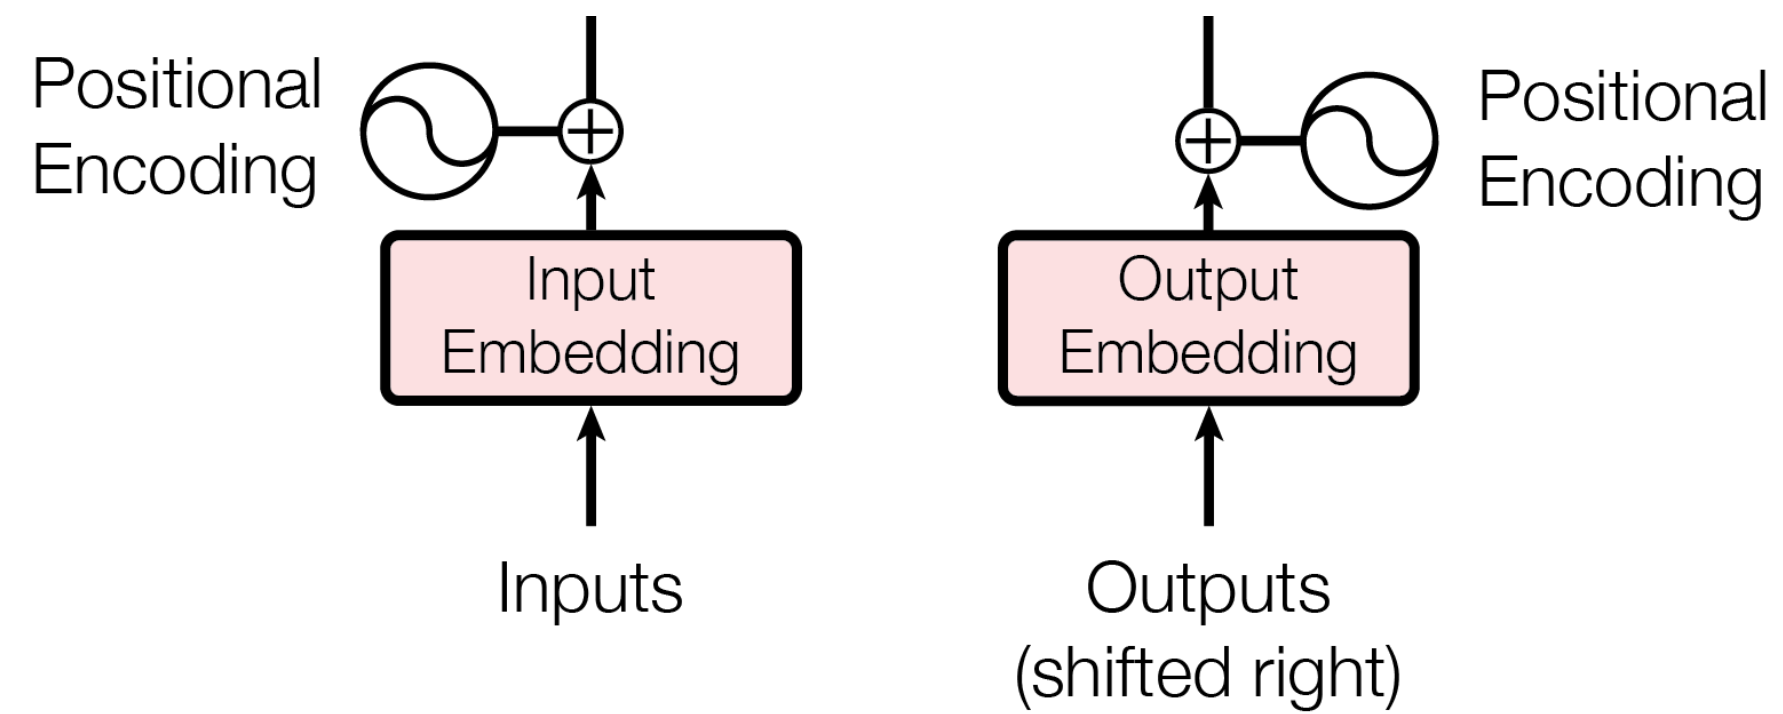 Positional
Encoding
Input
Embedding
Inputs
Positional
Encoding
Output
Embedding
Outputs
(shifted right)